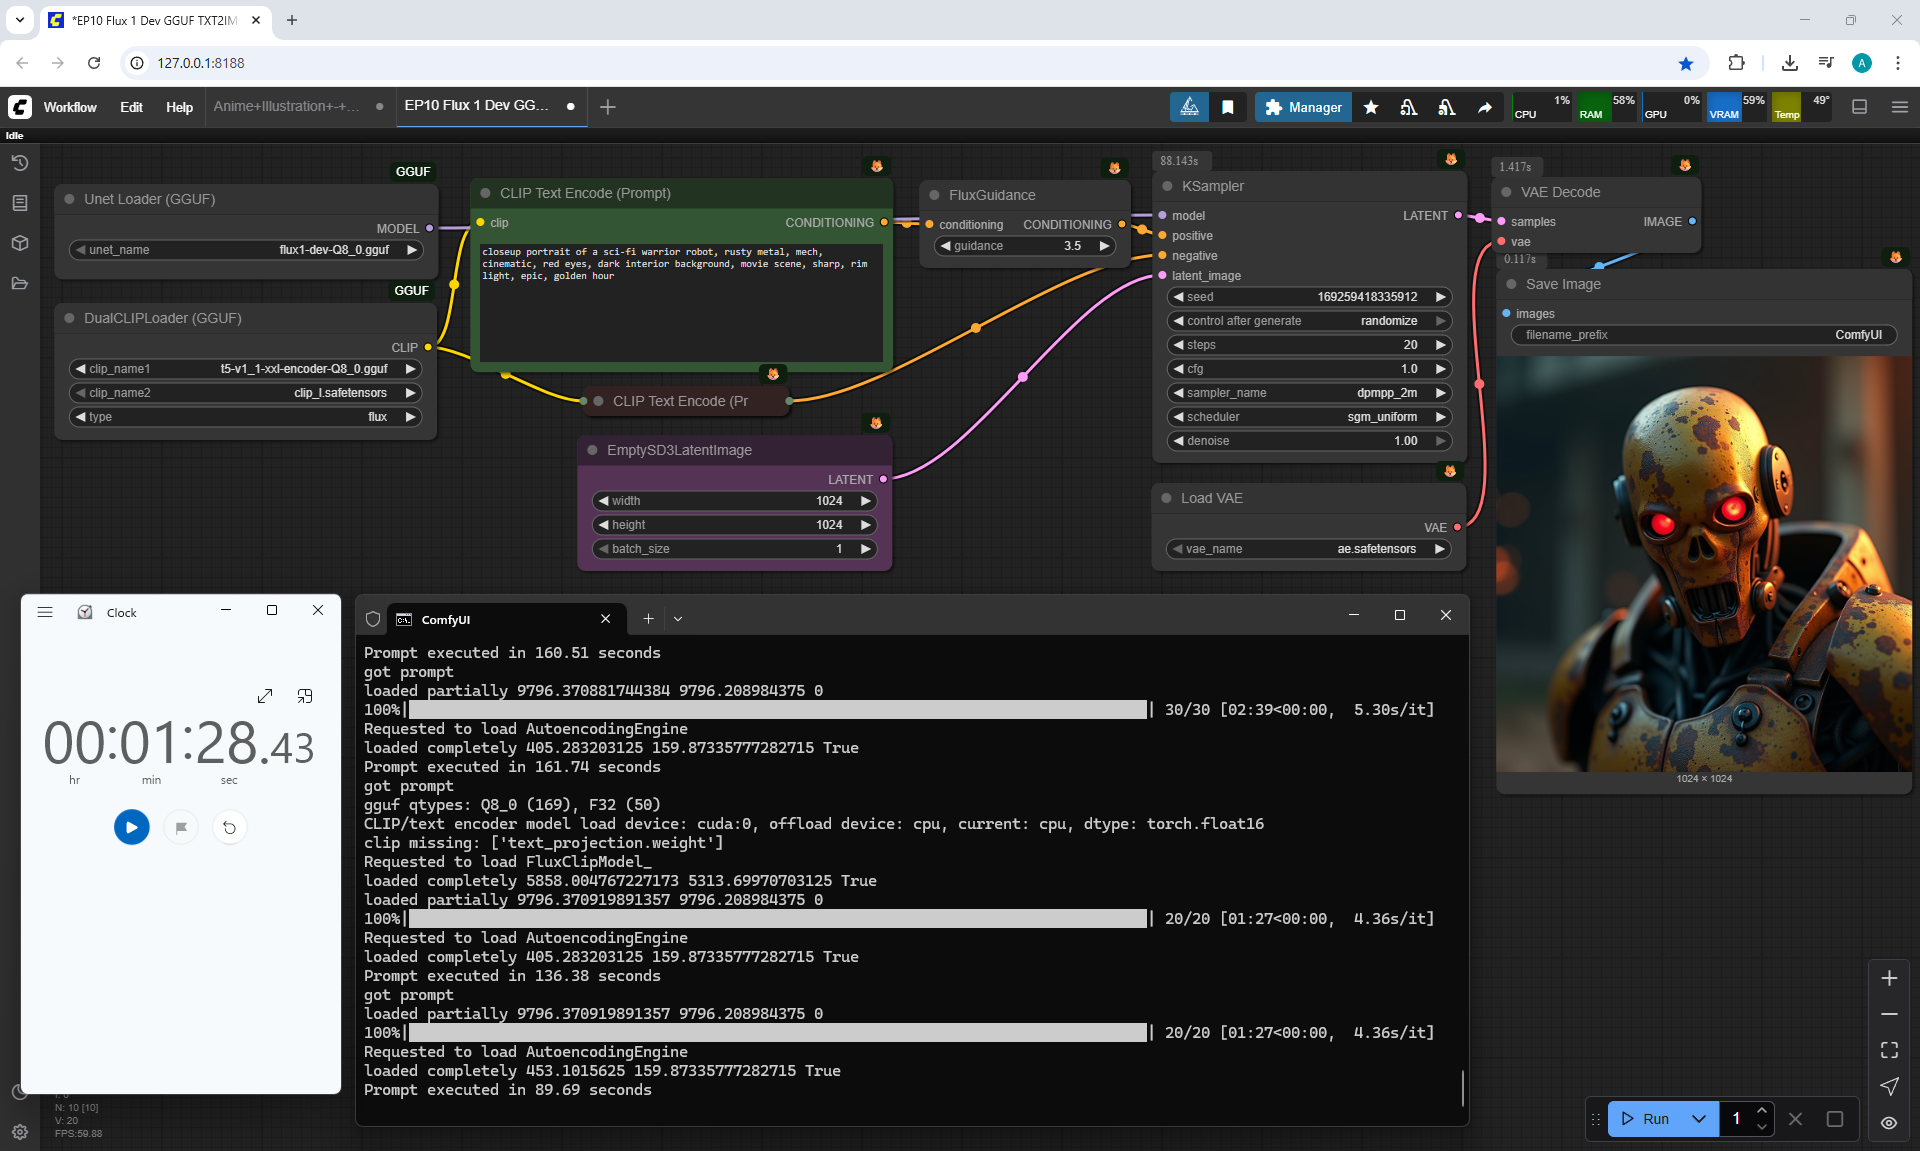 *EP10 Flux 1 Dev GGUF TXT2IM
127.0.0.1:8188
A
Workflow
Edit
Help
Anime+Illustration+-+...
EP10 Flux 1 Dev GG...
Manager
CPU
1%
RAM
58%
GPU
0%
VRAM
59%
Temp
49°
Idle
GGUF
Unet Loader (GGUF)
MODEL
unet_name
flux1-dev-Q8_0.gguf
GGUF
DualCLIPLoader (GGUF)
CLIP
clip_name1
t5-v1_1-xxl-encoder-Q8_0.gguf
clip_name2
clip_l.safetensors
type
flux
CLIP Text Encode (Prompt)
clip
CONDITIONING
closeup portrait of a sci-fi warrior robot, rusty metal, mech,
cinematic, red eyes, dark interior background, movie scene, sharp, rim
light, epic, golden hour
CLIP Text Encode (Pr
EmptySD3LatentImage
LATENT
width
1024
height
1024
batch_size
1
FluxGuidance
conditioning
CONDITIONING
guidance
3.5
88.143s
KSampler
model
LATENT
positive
negative
latent_image
seed
169259418335912
control after generate
randomize
steps
20
cfg
1.0
sampler_name
dpmpp_2m
scheduler
sgm_uniform
denoise
1.00
Load VAE
VAE
vae_name
ae.safetensors
1.417s
VAE Decode
samples
IMAGE
vae
0.117s
Save Image
images
filename_prefix
ComfyUI
1024 × 1024
Clock
00:01:28.43
hr
min
sec
ComfyUI
Prompt executed in 160.51 seconds
got prompt
loaded partially 9796.370881744384 9796.208984375 0
100%| | 30/30 [02:39<00:00,  5.30s/it]
Requested to load AutoencodingEngine
loaded completely 405.283203125 159.87335777282715 True
Prompt executed in 161.74 seconds
got prompt
gguf qtypes: Q8_0 (169), F32 (50)
CLIP/text encoder model load device: cuda:0, offload device: cpu, current: cpu, dtype: torch.float16
clip missing: ['text_projection.weight']
Requested to load FluxClipModel_
loaded completely 5858.004767227173 5313.69970703125 True
loaded partially 9796.370919891357 9796.208984375 0
100%| | 20/20 [01:27<00:00,  4.36s/it]
Requested to load AutoencodingEngine
loaded completely 405.283203125 159.87335777282715 True
Prompt executed in 136.38 seconds
got prompt
loaded partially 9796.370919891357 9796.208984375 0
100%| | 20/20 [01:27<00:00,  4.36s/it]
Requested to load AutoencodingEngine
loaded completely 453.1015625 159.87335777282715 True
Prompt executed in 89.69 seconds
N: 10 [10]
V: 20
FPS:59.88
Run
1